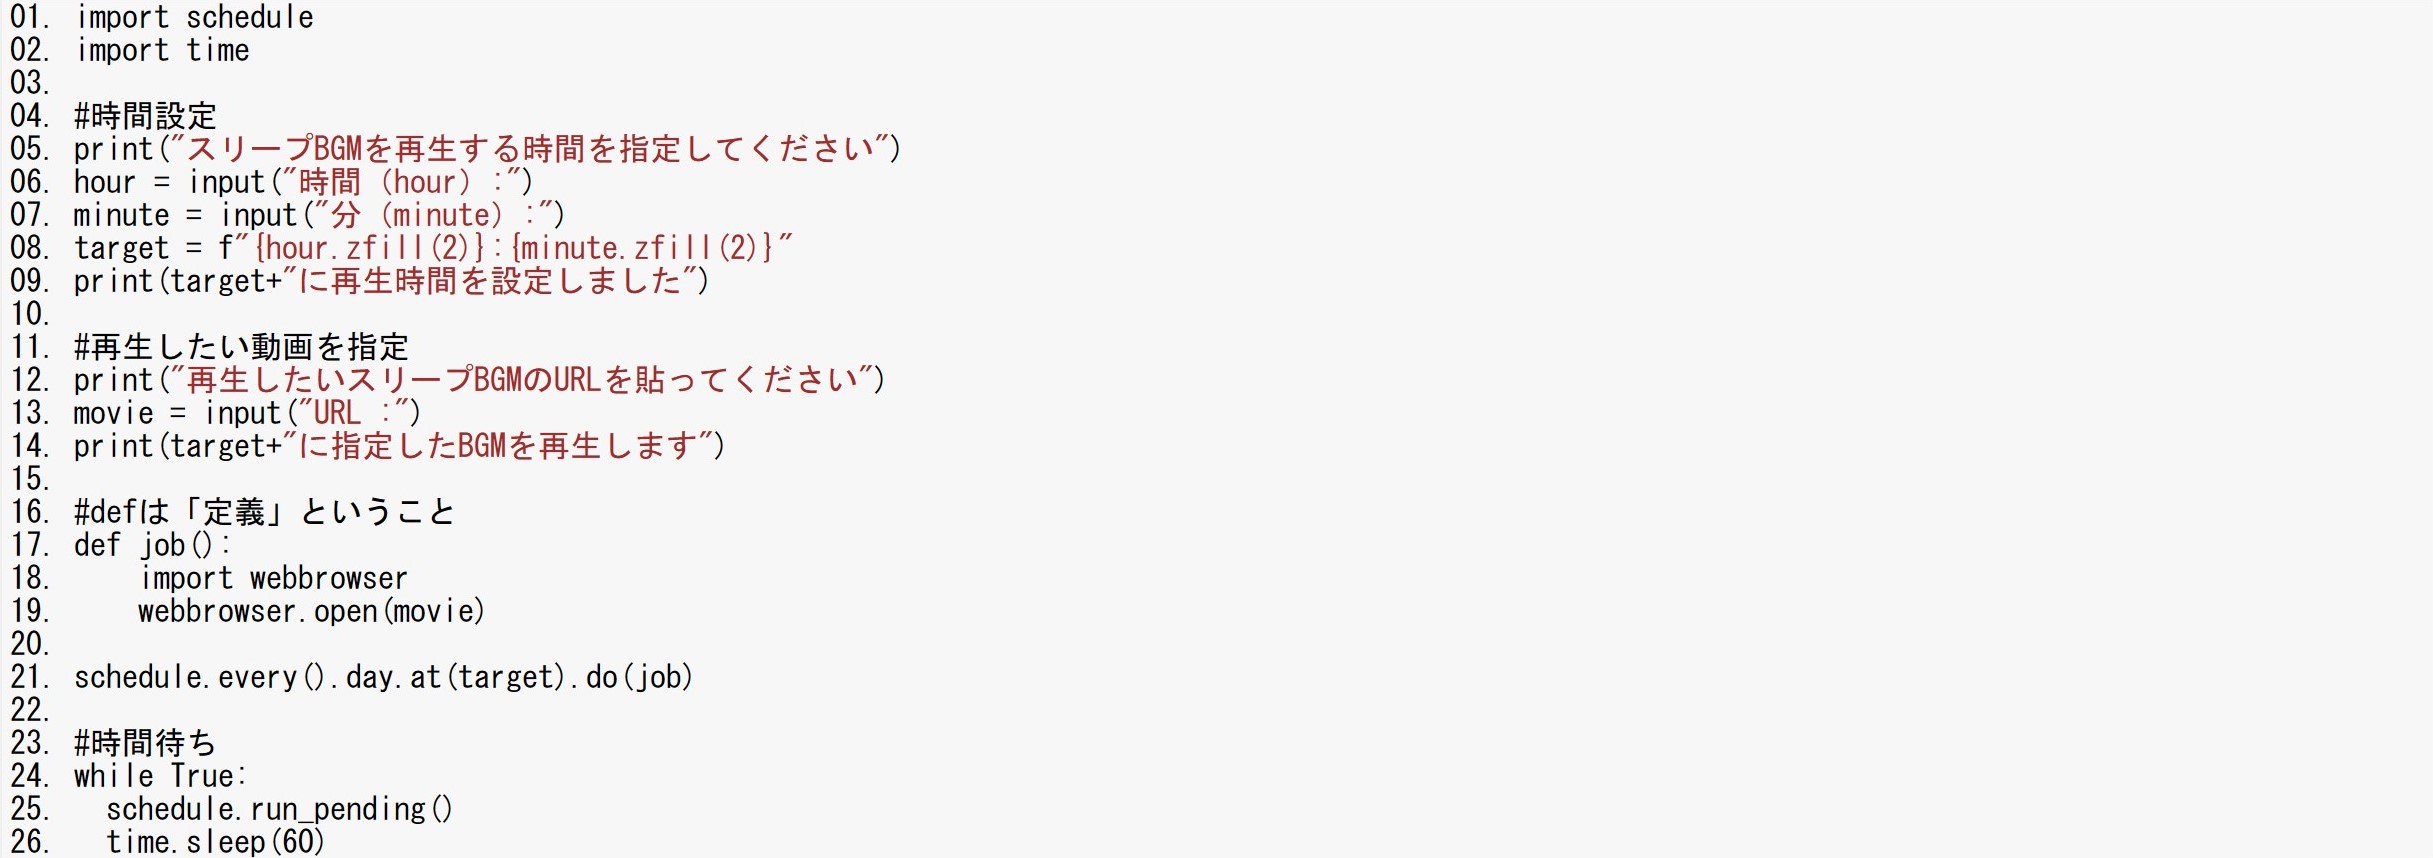 01. import schedule
02. import time
03.
04. #時間設定
05. print("スリープBGMを再生する時間を指定してください")
06. hour = input("時間（hour）:")
07. minute = input("分（minute）:")
08. target = f"{hour.zfill(2)}:{minute.zfill(2)}"
09. print(target+"に再生時間を設定しました")
10.
11. #再生したい動画を指定
12. print("再生したいスリープBGMのURLを貼ってください")
13. movie = input("URL :")
14. print(target+"に指定したBGMを再生します")
15.
16. #defは「定義」ということ
17. def job():
18.     import webbrowser
19.     webbrowser.open(movie)
20.
21. schedule.every().day.at(target).do(job)
22.
23. #時間待ち
24. while True:
25.   schedule.run_pending()
26.   time.sleep(60)